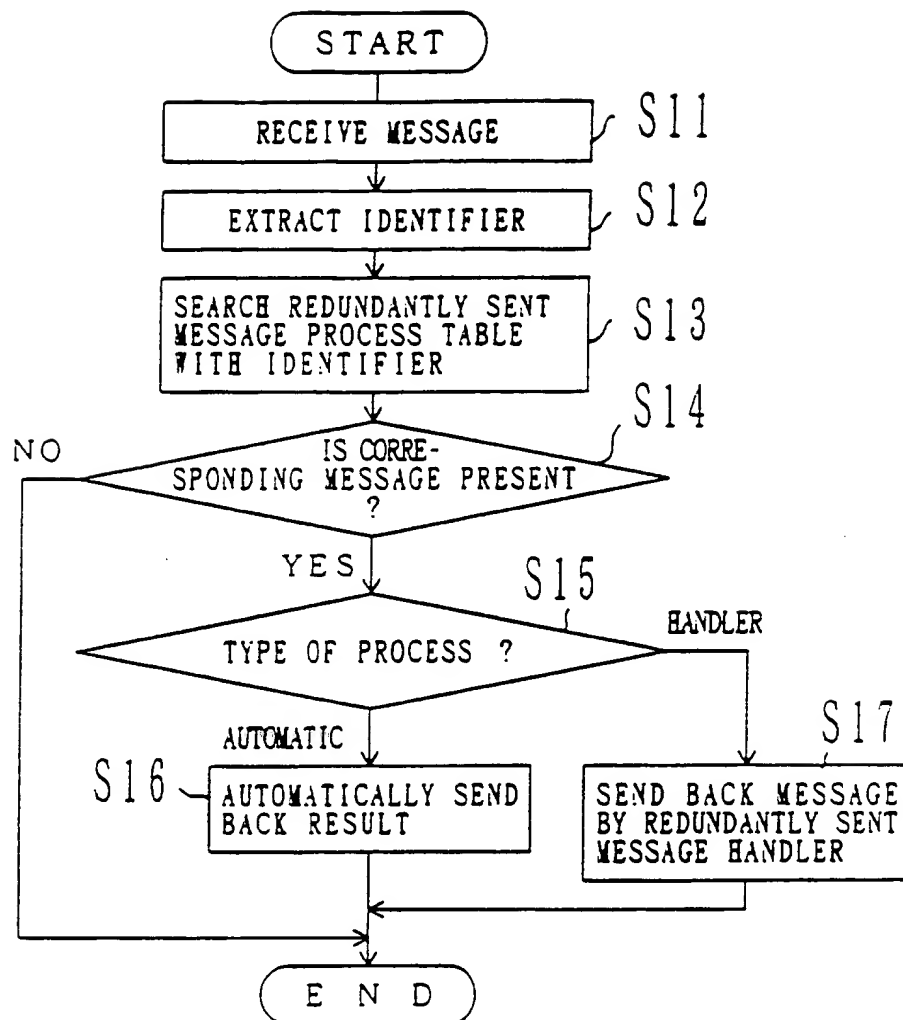 START
RECEIVE MESSAGE
S11
EXTRACT IDENTIFIER
S12
SEARCH REDUNDANTLY SENT
MESSAGE PROCESS TABLE
WITH IDENTIFIER
S13
S14
NO
IS CORRE-
SPONDING MESSAGE PRESENT
?
YES
S15
TYPE OF PROCESS ?
HANDLER
AUTOMATIC
S16
AUTOMATICALLY SEND
BACK RESULT
S17
SEND BACK MESSAGE
BY REDUNDANTLY SENT
MESSAGE HANDLER
END